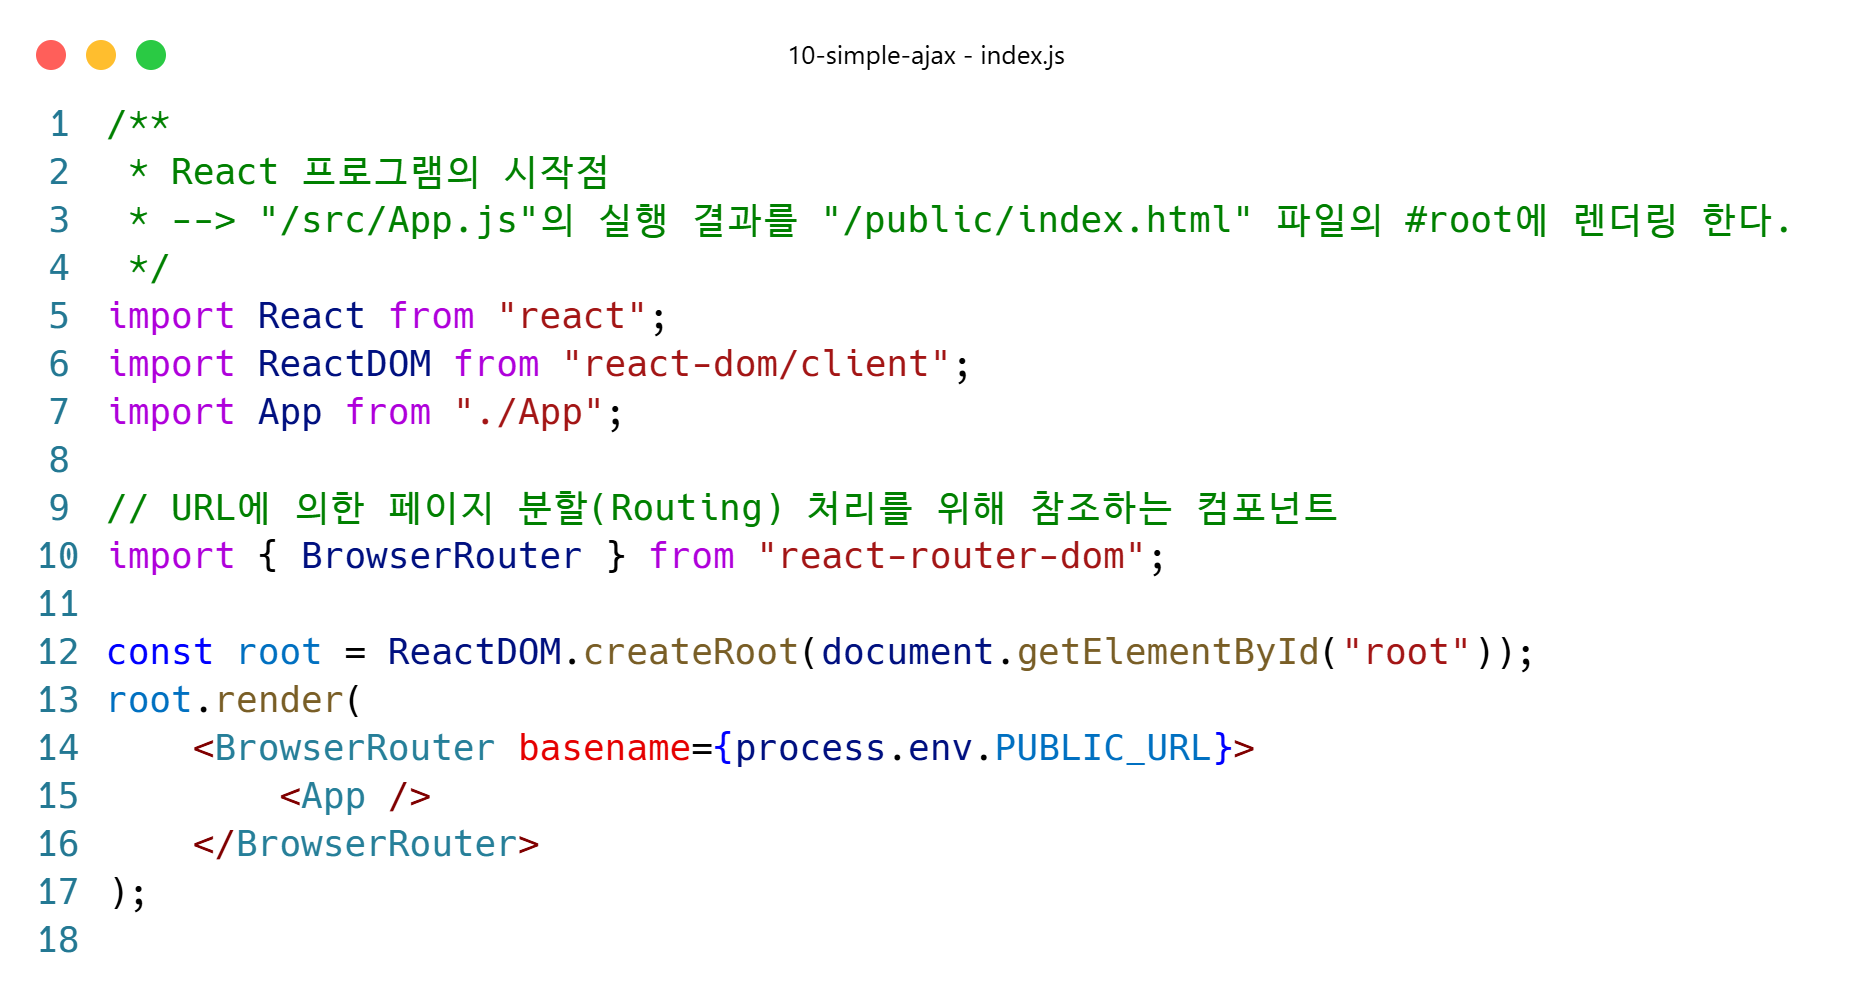 10-simple-ajax - index.js
1 /**
2  * React 프로그램의 시작점
3  * --> "/src/App.js"의 실행 결과를 "/public/index.html" 파일의 #root에 렌더링 한다.
4  */
5 import React from "react";
6 import ReactDOM from "react-dom/client";
7 import App from "./App";
8
9 // URL에 의한 페이지 분할(Routing) 처리를 위해 참조하는 컴포넌트
10 import { BrowserRouter } from "react-router-dom";
11
12 const root = ReactDOM.createRoot(document.getElementById("root"));
13 root.render(
14     <BrowserRouter basename={process.env.PUBLIC_URL}>
15         <App />
16     </BrowserRouter>
17 );
18